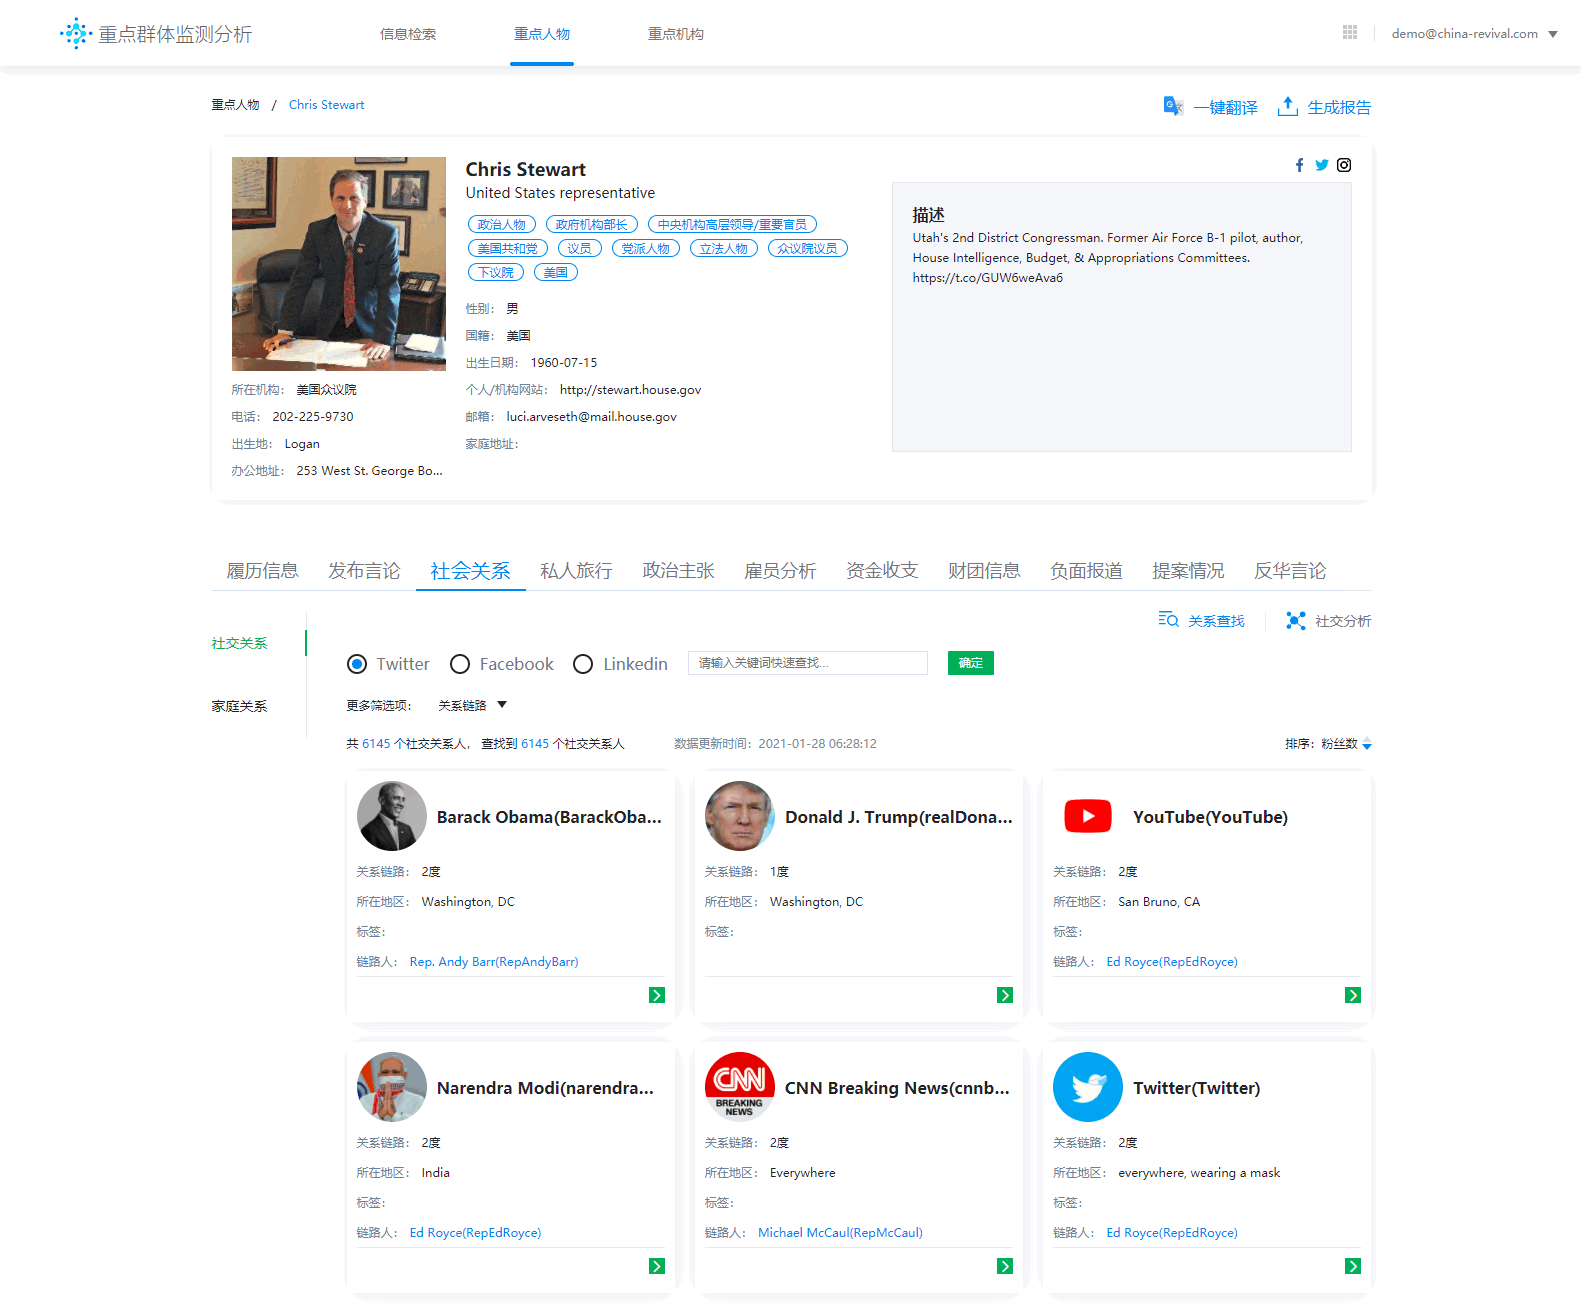 重点群体监测分析 信息检索 重点人物 重点机构 demo@china-revival.com
重点人物 / Chris Stewart 一键翻译 生成报告
Chris Stewart
United States representative
政治人物 政府机构部长 中央机构高层领导/重要官员
美国共和党 议员 党派人物 立法人物 众议院议员
下议院 美国
性别： 男
国籍： 美国
出生日期： 1960-07-15
个人/机构网站： http://stewart.house.gov
邮箱： luci.arveseth@mail.house.gov
家庭地址：
所在机构： 美国众议院
电话： 202-225-9730
出生地： Logan
办公地址： 253 West St. George Bo...
描述
Utah's 2nd District Congressman. Former Air Force B-1 pilot, author,
House Intelligence, Budget, & Appropriations Committees.
https://t.co/GUW6weAva6
履历信息 发布言论 社会关系 私人旅行 政治主张 雇员分析 资金收支 财团信息 负面报道 提案情况 反华言论
关系查找 社交分析
社交关系
家庭关系
Twitter Facebook Linkedin 请输入关键词快速查找... 确定
更多筛选项： 关系链路
共 6145 个社交关系人， 查找到 6145 个社交关系人 数据更新时间：2021-01-28 06:28:12 排序：粉丝数
Barack Obama(BarackOba...
关系链路： 2度
所在地区： Washington, DC
标签：
链路人： Rep. Andy Barr(RepAndyBarr)
Donald J. Trump(realDona...
关系链路： 1度
所在地区： Washington, DC
标签：
YouTube(YouTube)
关系链路： 2度
所在地区： San Bruno, CA
标签：
链路人： Ed Royce(RepEdRoyce)
Narendra Modi(narendra...
关系链路： 2度
所在地区： India
标签：
链路人： Ed Royce(RepEdRoyce)
CNN
BREAKING
NEWS
CNN Breaking News(cnnb...
关系链路： 2度
所在地区： Everywhere
标签：
链路人： Michael McCaul(RepMcCaul)
Twitter(Twitter)
关系链路： 2度
所在地区： everywhere, wearing a mask
标签：
链路人： Ed Royce(RepEdRoyce)